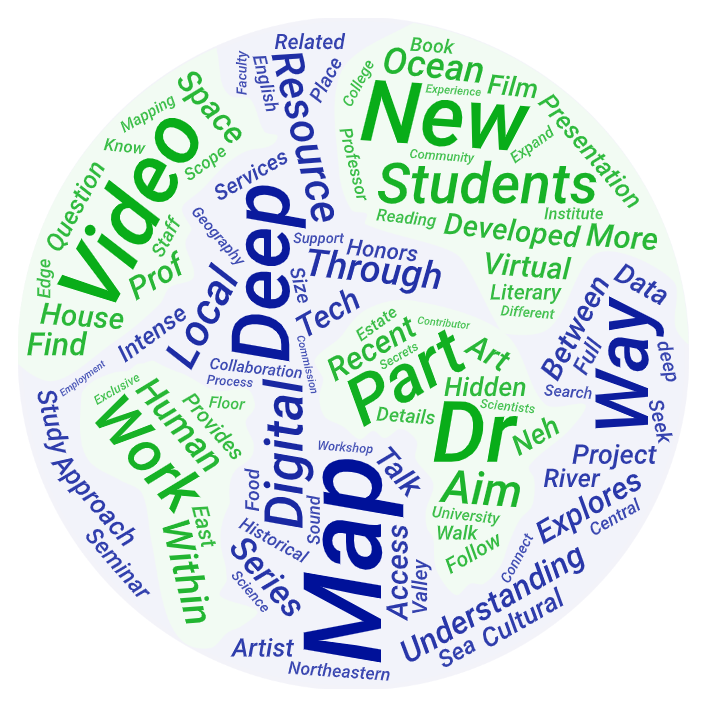 Related
Book
Faculty
English
Resource
Place
College
Ocean
Film
Experience
New
Presentation
Expand
Video
Space
Mapping
Know
Scope
Services
Professor
Community
Students
Institute
Reading
Developed
More
Question
Staff
Prof
Geography
Deep
Support
Honors
Through
Virtual
Literary
Different
Edge
House
Find
Intense
Local
Size
Tech
Data
Between
Full
Way
deep
Search
Seek
Employment
Exclusive
Collaboration
Process
Commission
Estate
Contributor
Recent
Secrets
Part
Art
Hidden
Scientists
Details
Dr
Neh
Study
Approach
Seminar
Work
Human
Provides
Floor
Digital
Workshop
Talk
Aim
Project
River
Explores
Central
East
Within
Food
Sound
Historical
Map
Series
Science
Access
Valley
University
Walk
Follow
Connect
Understanding
Sea
Cultural
Artist
Northeastern